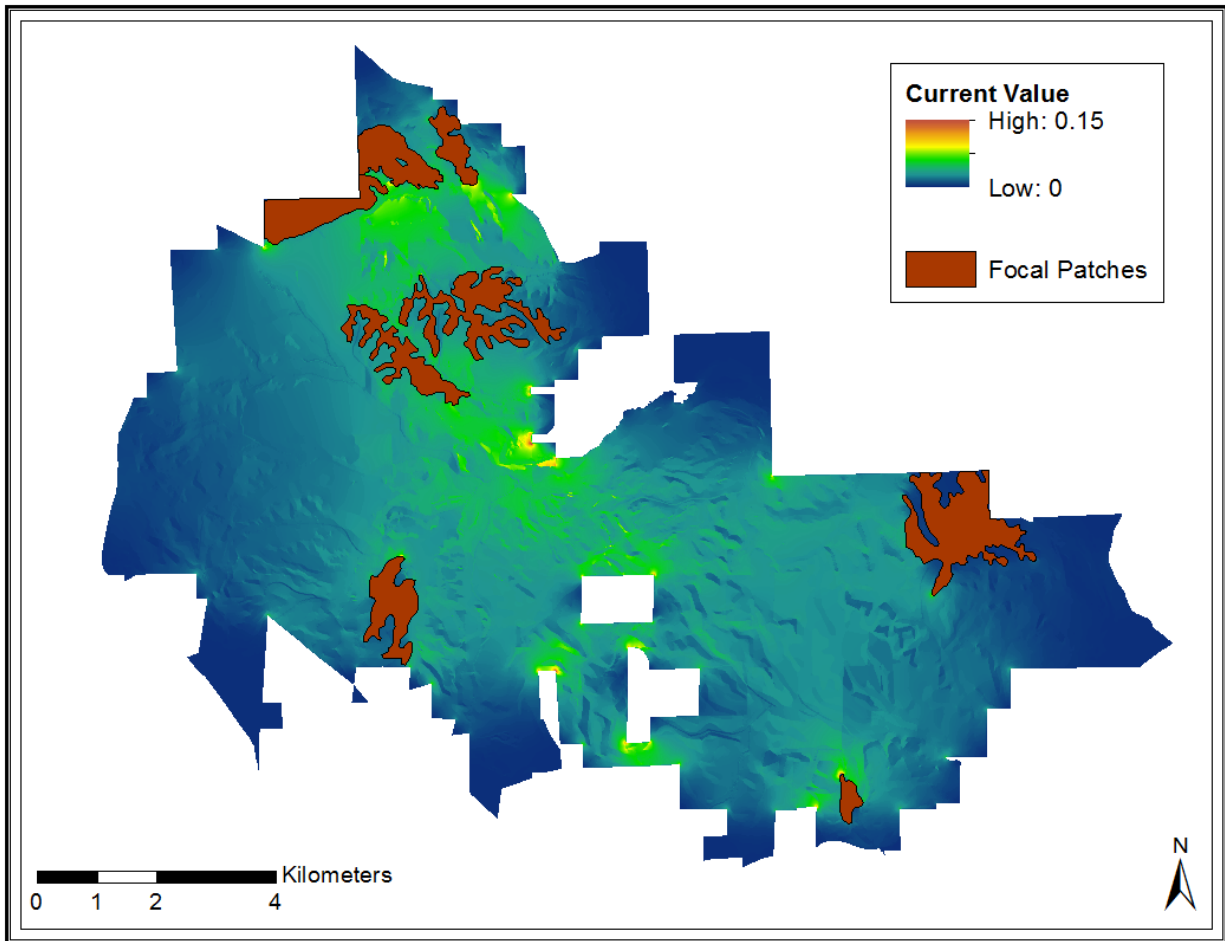 Current Value
High: 0.15
Low: 0
Focal Patches
Kilometers
0 1 2 4
N